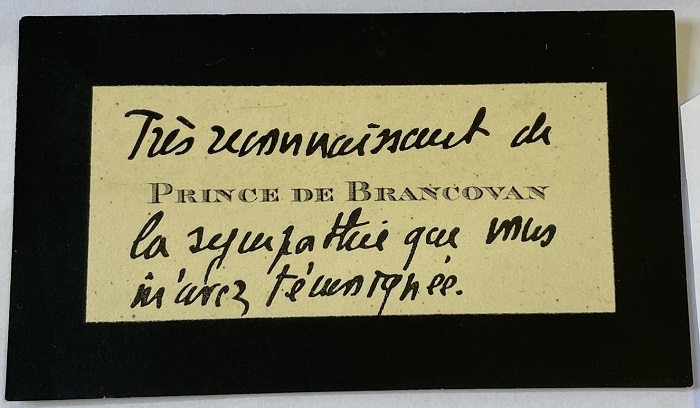 Très reconnaissant de
PRINCE DE BRANCOVAN
la sympathie que vous
m'avez témoignée.